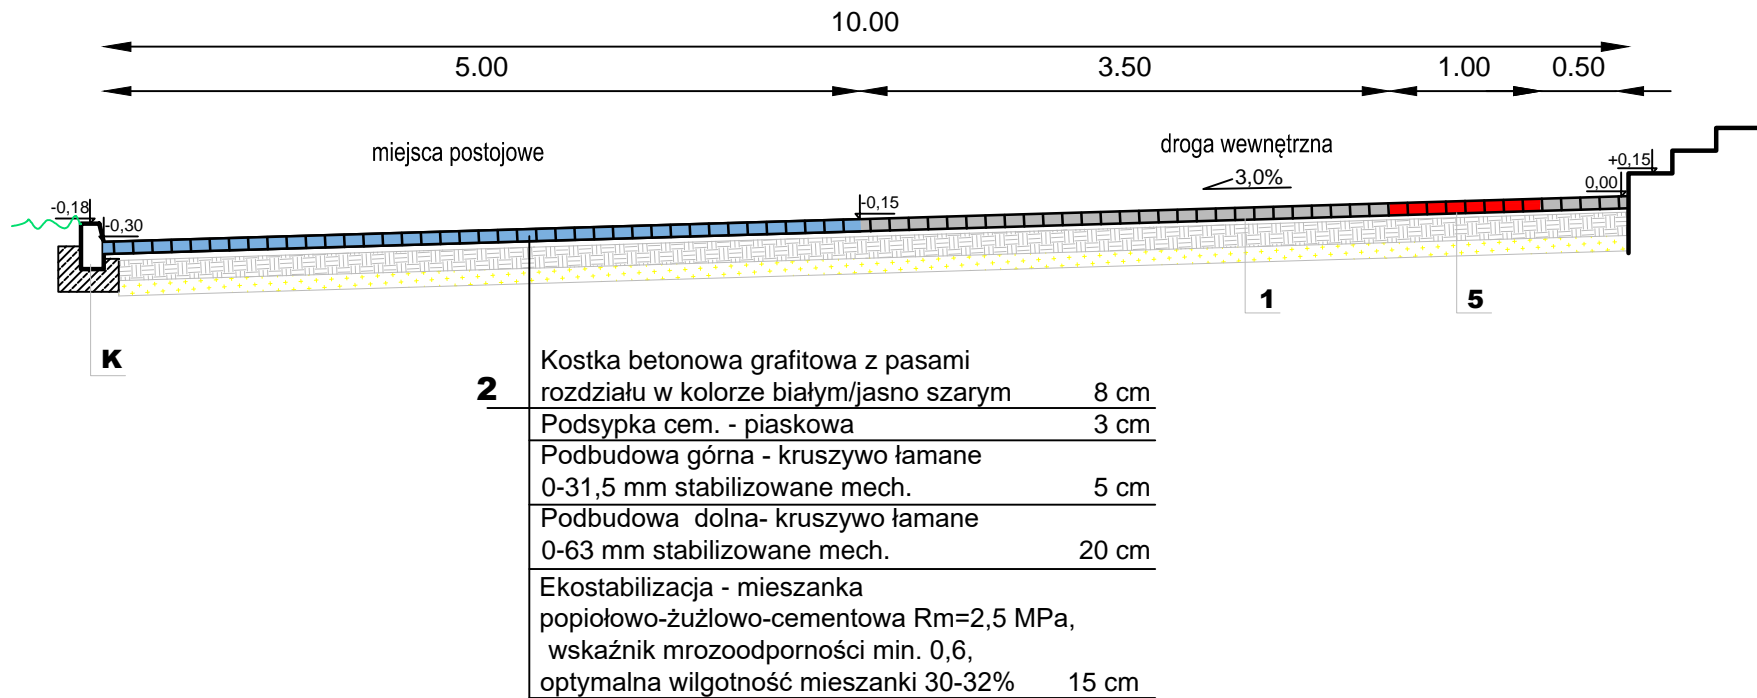 10.00
5.00 3.50 1.00 0.50
miejsca postojowe
droga wewnętrzna
3,0%
+0,15
0,00
-0,18
-0,30
-0,15
1
5
K
2
Kostka betonowa grafitowa z pasami
rozdziału w kolorze białym/jasno szarym 8 cm
Podsypka cem. - piaskowa 3 cm
Podbudowa górna - kruszywo łamane
0-31,5 mm stabilizowane mech. 5 cm
Podbudowa dolna- kruszywo łamane
0-63 mm stabilizowane mech. 20 cm
Ekostabilizacja - mieszanka
popiołowo-żużlowo-cementowa Rm=2,5 MPa,
wskaźnik mrozoodporności min. 0,6,
optymalna wilgotność mieszanki 30-32% 15 cm